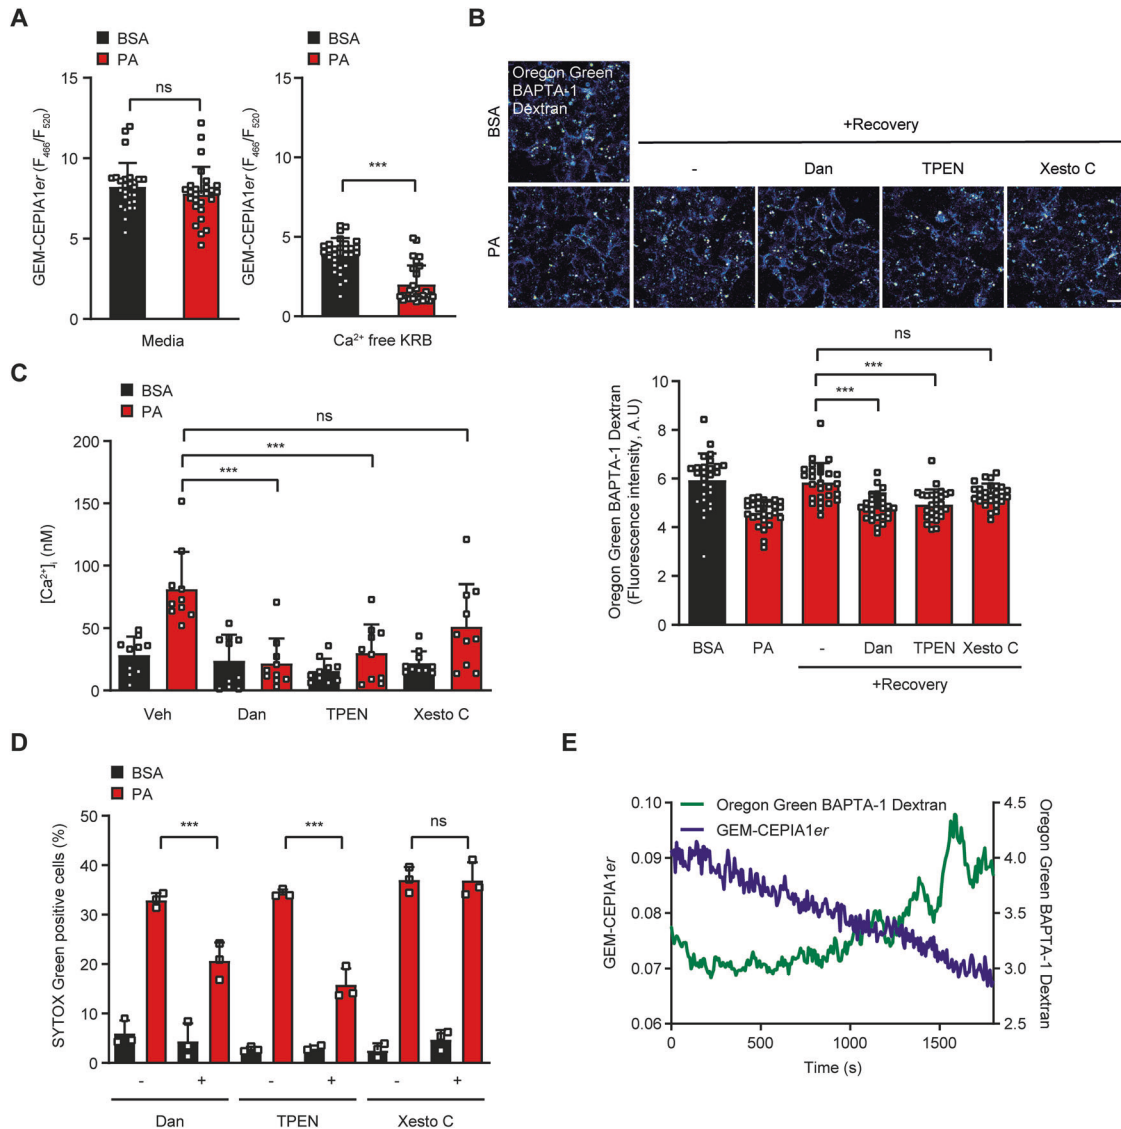 A
BSA
PA
BSA
PA
15
10
5
0
GEM-CEPIA1er (F466/F520)
ns
Media
15
10
5
0
GEM-CEPIA1er (F466/F520)
***
Ca2+ free KRB
B
Oregon Green
BAPTA-1
Dextran
BSA
+Recovery
- Dan TPEN Xesto C
PA
ns
***
***
10
8
6
4
2
0
Oregon Green BAPTA-1 Dextran
(Fluorescence intensity, A.U)
BSA PA - Dan TPEN Xesto C
+Recovery
C
BSA
PA
ns
***
***
200
150
100
50
0
[Ca2+]i (nM)
Veh Dan TPEN Xesto C
D
BSA
PA
50
40
30
20
10
0
SYTOX Green positive cells (%)
*** *** ns
- + - + - +
Dan TPEN Xesto C
E
Oregon Green BAPTA-1 Dextran
GEM-CEPIA1er
0.10
0.09
0.08
0.07
0.06
GEM-CEPIA1er
4.5
4.0
3.5
3.0
2.5
Oregon Green BAPTA-1 Dextran
0 500 1000 1500
Time (s)